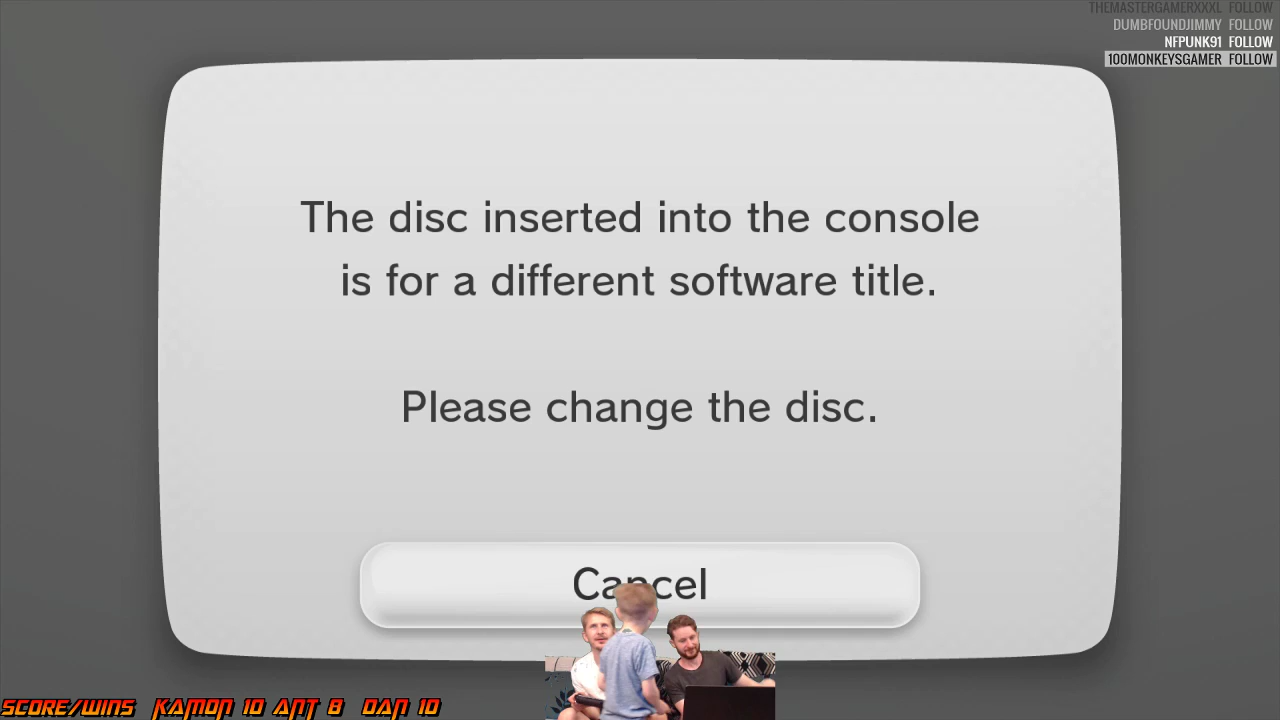 THEMASTERGAMERXXXL FOLLOW
DUMBFOUNDJIMMY FOLLOW
NFPUNK91 FOLLOW
100MONKEYSGAMER FOLLOW
The disc inserted into the console
is for a different software title.
Please change the disc.
Cancel
SCORE/WINS KAMON 10 ANT 8 DAN 10